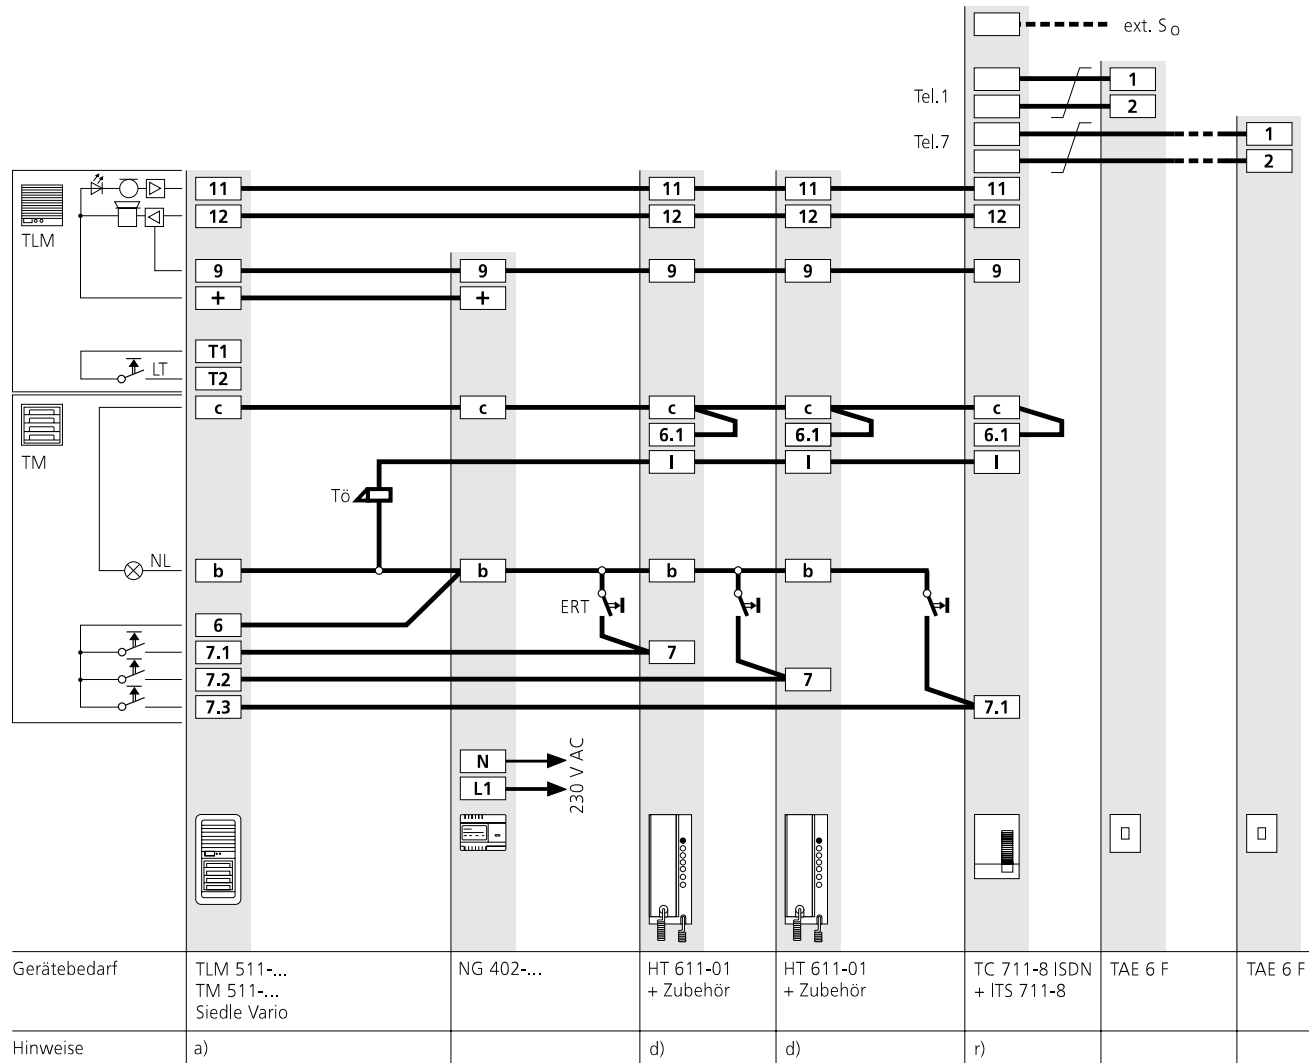 ext. S0
Tel.1
1
2
Tel.7
1
2
TLM
11 11 11 11
12 12 12 12
9 9 9 9 9
+ +
LT
T1
T2
TM
c c c c c
6.1 6.1 6.1
I I I
Tö
NL
b b b b
ERT
6
7.1 7
7.2 7
7.3 7.1
N
L1
230 V AC
Gerätebedarf
TLM 511-...
TM 511-...
Siedle Vario
NG 402-...
HT 611-01
+ Zubehör
HT 611-01
+ Zubehör
TC 711-8 ISDN
+ ITS 711-8
TAE 6 F
TAE 6 F
Hinweise
a)
d)
d)
r)